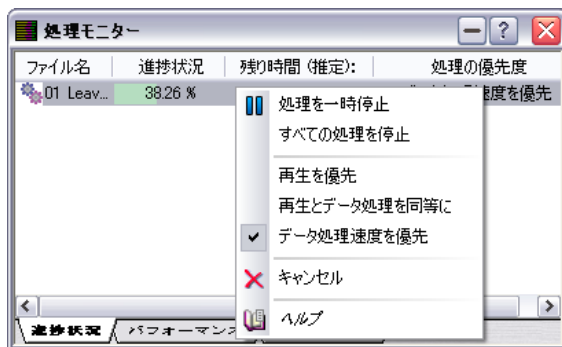 処理モニター
ファイル名 進捗状況 残り時間 (推定): 処理の優先度
01 Leav... 38.26 % 速度を優先
処理を一時停止
すべての処理を停止
再生を優先
再生とデータ処理を同等に
データ処理速度を優先
キャンセル
ヘルプ
進捗状況 パフォーマンス